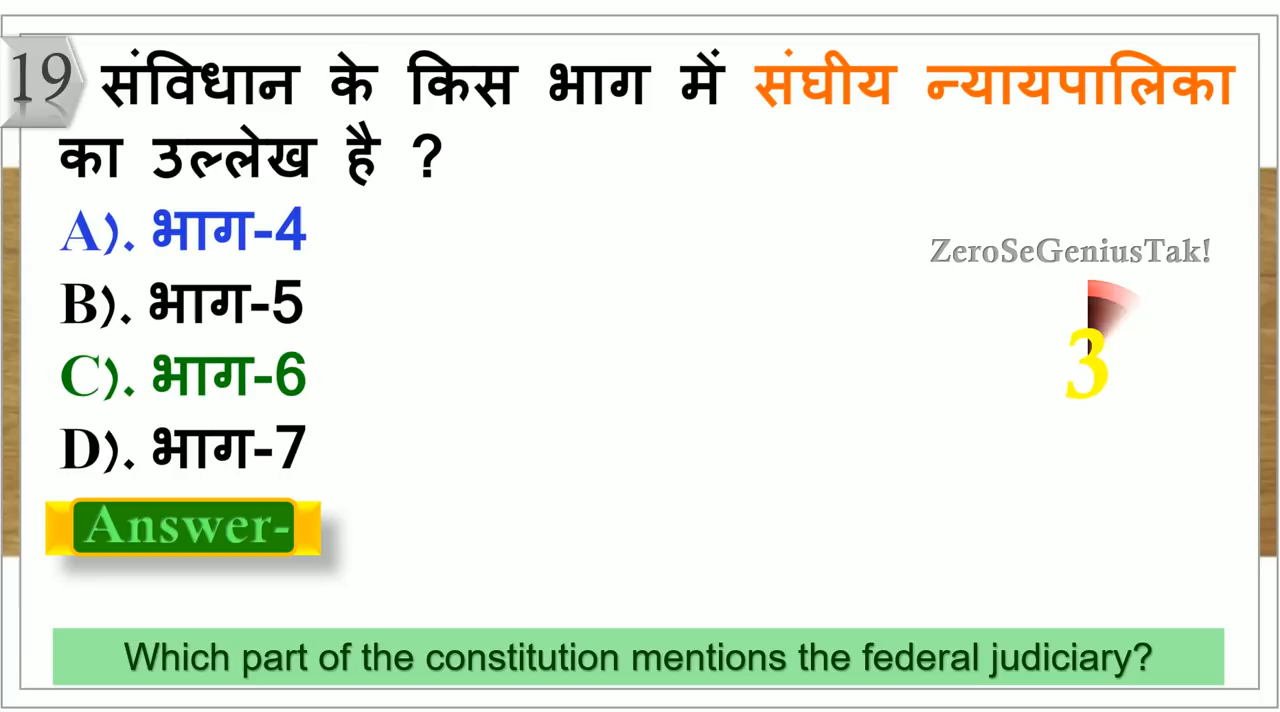 19 संविधान के किस भाग में संघीय न्यायपालिका
का उल्लेख है ?
A). भाग-4
B). भाग-5
C). भाग-6
D). भाग-7
ZeroSeGeniusTak!
3
Answer-
Which part of the constitution mentions the federal judiciary?